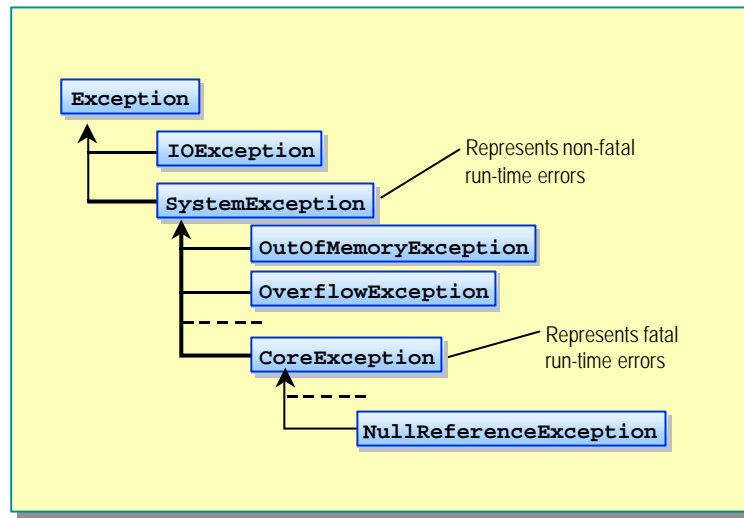 Exception
IOException
Represents non-fatal
run-time errors
SystemException
OutOfMemoryException
OverflowException
Represents fatal
run-time errors
CoreException
NullReferenceException